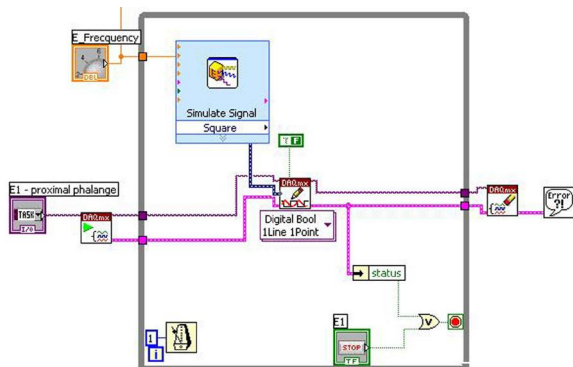 E_Frecquency
DBL
Simulate Signal
Square
T F
E1 - proximal phalange
TASK
I/O
DAQmx
DAQmx
Digital Bool
1Line 1Point
DAQmx
Error
?!
status
E1
STOP
TF
V
1
i